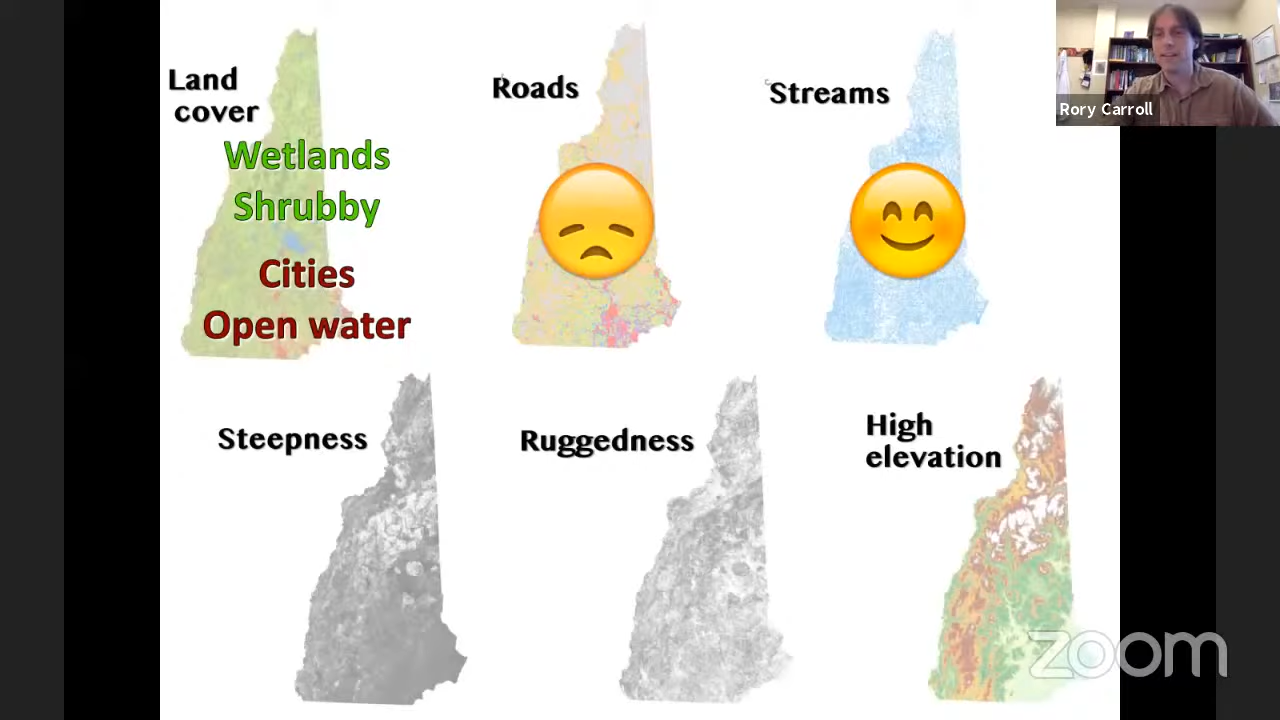 Land
cover
Wetlands
Shrubby
Cities
Open water
Roads
Streams
Rory Carroll
Steepness
Ruggedness
High
elevation
zoom